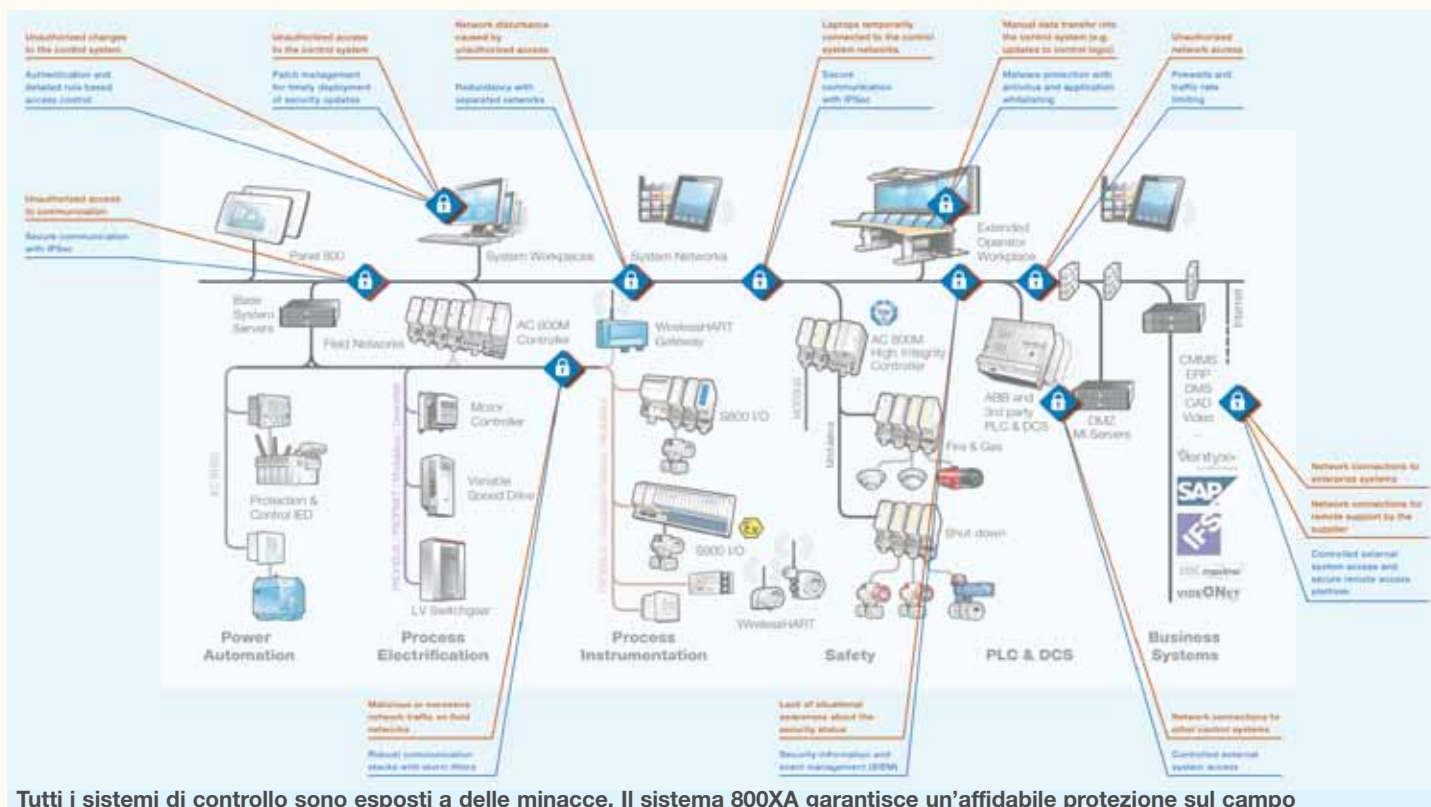 Unauthorized changes
to the control system
Authentication and
detailed role based
access control
Unauthorized access
to the control system
Patch management
for timely deployment
of security updates
Network disturbance
caused by
unauthorized access
Redundancy with
separated networks
Laptops temporarily
connected to the control
system networks
Secure
communication
with IPSec
Manual data transfer into
the control system (e.g.
updates to control logic)
Malware protection with
antivirus and application
whitelisting
Unauthorized
network access
Firewalls and
traffic rate
limiting
Unauthorized access
to communication
Secure communication
with IPSec
Panel 800
System Workplaces
System Networks
Extended
Operator
Workplace
Base
System
Servers
Field Networks
AC 800M
Controller
WirelessHART
Gateway
AC 800M
High Integrity
Controller
ABB and
3rd party
PLC & DCS
DMZ
MI Servers
Internet
CMMS
ERP
DMS
CAD
Video
...
Ventyx
SAP
IFS
maximo
VIDEONET
Motor
Controller
Variable
Speed Drive
LV Switchgear
Protection &
Control IED
S800 I/O
S900 I/O
WirelessHART
Modbus
Fire & Gas
Shut down
Power
Automation
Process
Electrification
Process
Instrumentation
Safety
PLC & DCS
Business
Systems
Network connections to
enterprise systems
Network connections for
remote support by the
supplier
Controlled external
system access and
secure remote access
platform
Malicious or excessive
network traffic on field
networks
Robust communication
stacks with storm filters
Lack of situational
awareness about the
security status
Security information and
event management (SIEM)
Network connections to
other control systems
Controlled external
system access
Tutti i sistemi di controllo sono esposti a delle minacce. Il sistema 800XA garantisce un'affidabile protezione sul campo